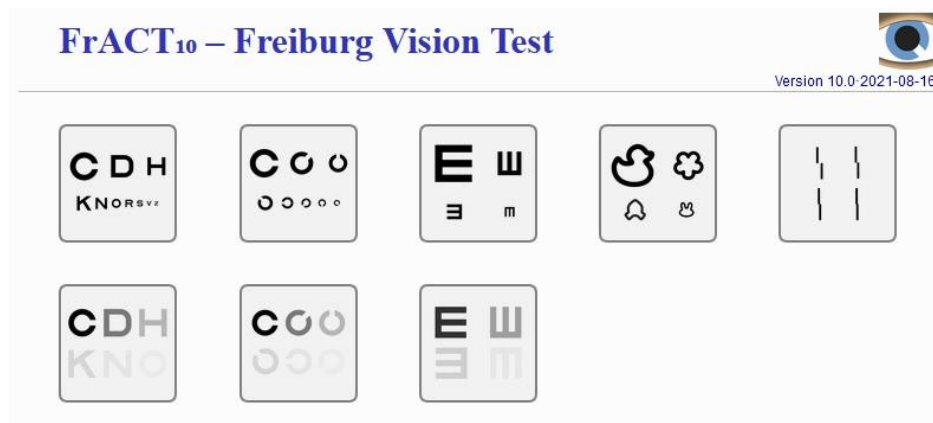 FrACT₁₀ – Freiburg Vision Test
Version 10.0·2021-08-16
C D H
K N O R S V Z
C D H
K N O